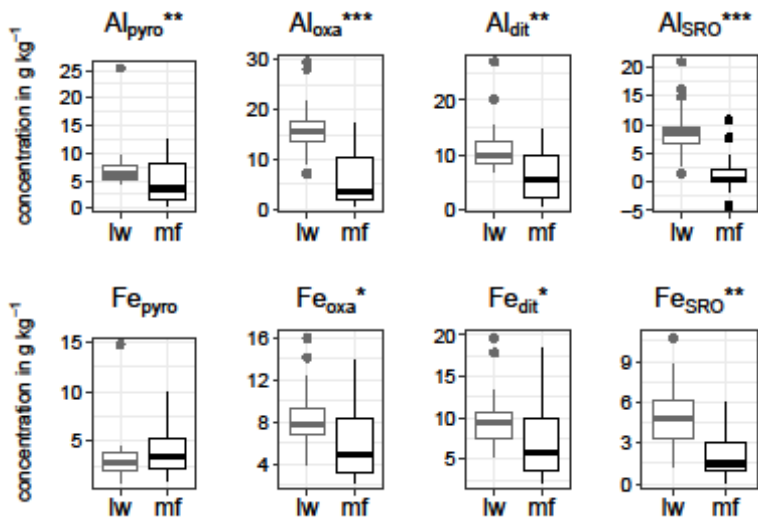 Alpyro** Aloxa*** Aldit** AlSRO***
concentration in g kg⁻¹
25
20
15
10
5
0
lw mf
30
20
10
0
lw mf
20
10
0
lw mf
20
15
10
5
0
−5
lw mf
Fepyro Feoxa* Fedit* FeSRO**
concentration in g kg⁻¹
15
10
5
lw mf
16
12
8
4
lw mf
20
15
10
5
lw mf
9
6
3
0
lw mf